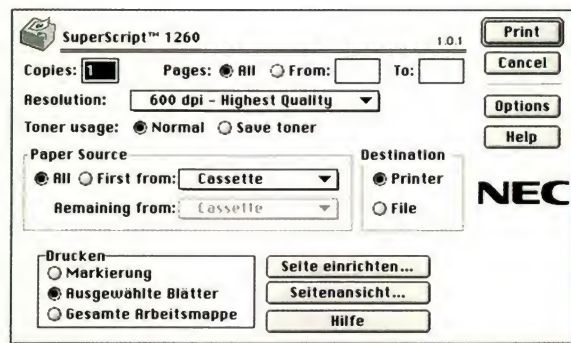 SuperScript™ 1260 1.0.1 Print
Copies: 1 Pages: All From: To: Cancel
Resolution: 600 dpi - Highest Quality Options
Toner usage: Normal Save toner Help
Paper Source Destination
All First from: Cassette Printer
NEC
Remaining from: Cassette File
Drucken
Markierung Seite einrichten...
Ausgewählte Blätter Seitenansicht...
Gesamte Arbeitsmappe Hilfe